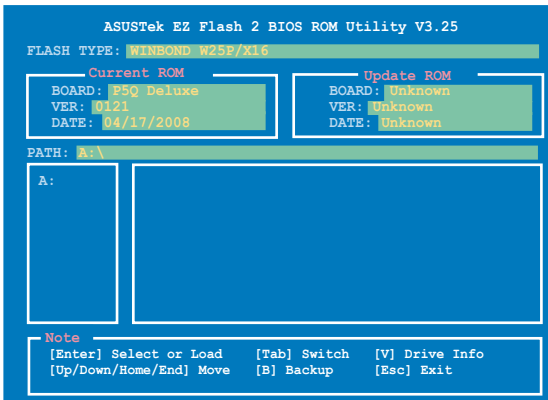 ASUSTek EZ Flash 2 BIOS ROM Utility V3.25
FLASH TYPE: WINBOND W25P/X16
Current ROM
BOARD: P5Q Deluxe
VER: 0121
DATE: 04/17/2008
Update ROM
BOARD: Unknown
VER: Unknown
DATE: Unknown
PATH: A:\
A:
Note
[Enter] Select or Load [Tab] Switch [V] Drive Info
[Up/Down/Home/End] Move [B] Backup [Esc] Exit